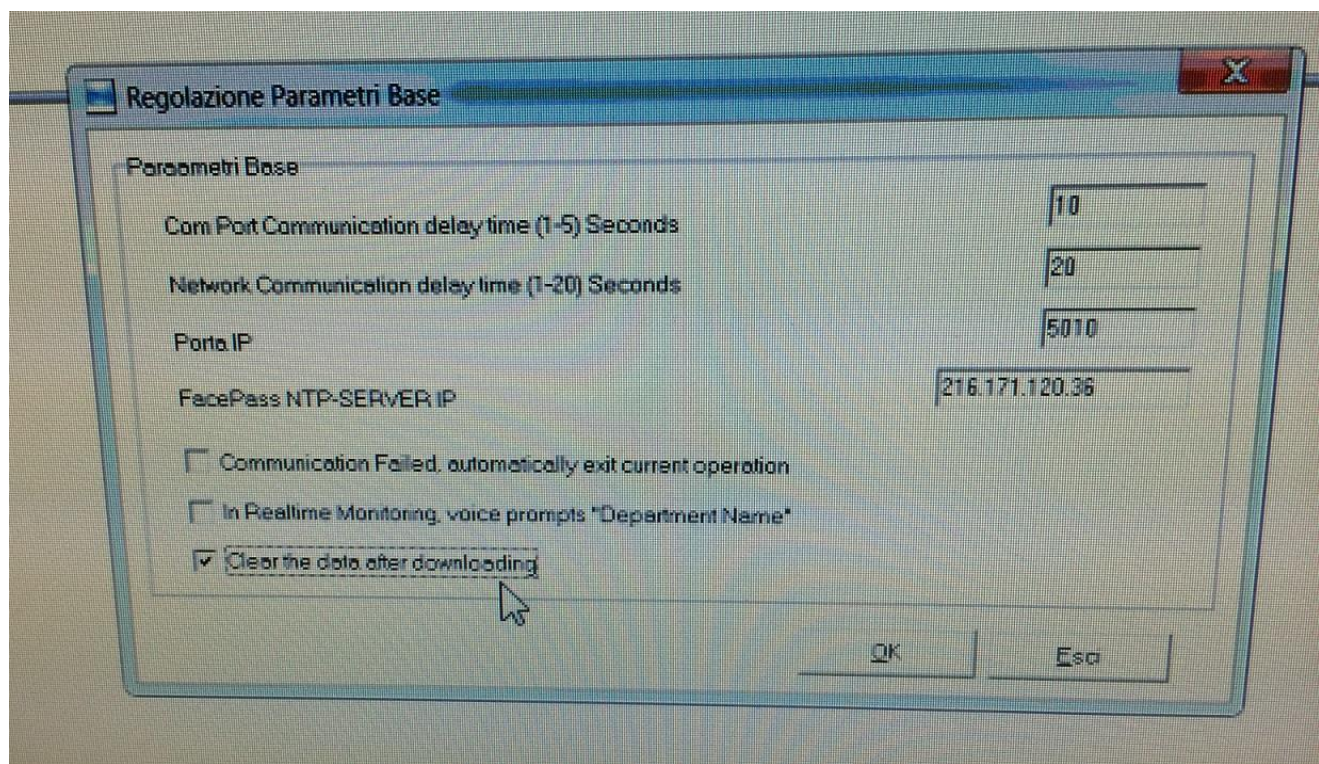 Regolazione Parametri Base
Paraametri Base
Com Port Communication delay time (1-5) Seconds
10
Network Communication delay time (1-20) Seconds
20
Porta IP
5010
FacePass NTP-SERVER IP
216.171.120.36
Communication Failed, automatically exit current operation
In Realtime Monitoring, voice prompts "Department Name"
Clear the data after downloading
OK
Esci